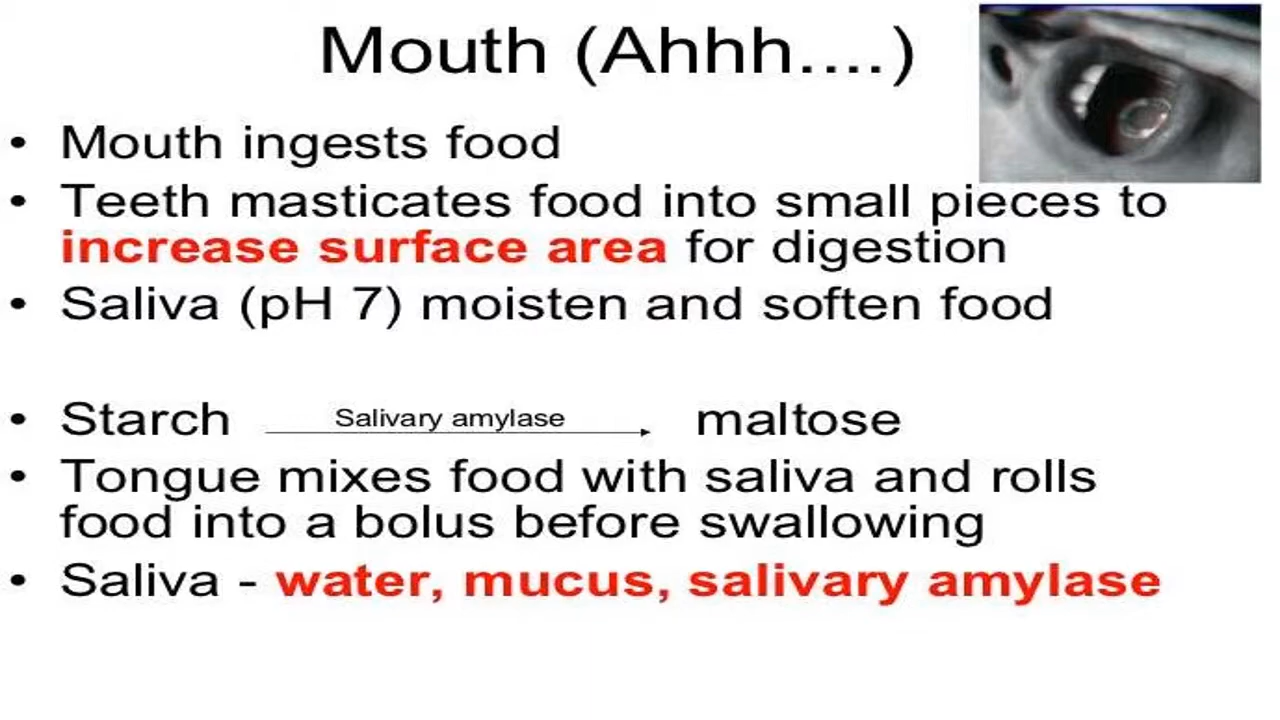 Mouth (Ahhh....)
• Mouth ingests food
• Teeth masticates food into small pieces to
increase surface area for digestion
• Saliva (pH 7) moisten and soften food
• Starch Salivary amylase maltose
• Tongue mixes food with saliva and rolls
food into a bolus before swallowing
• Saliva - water, mucus, salivary amylase